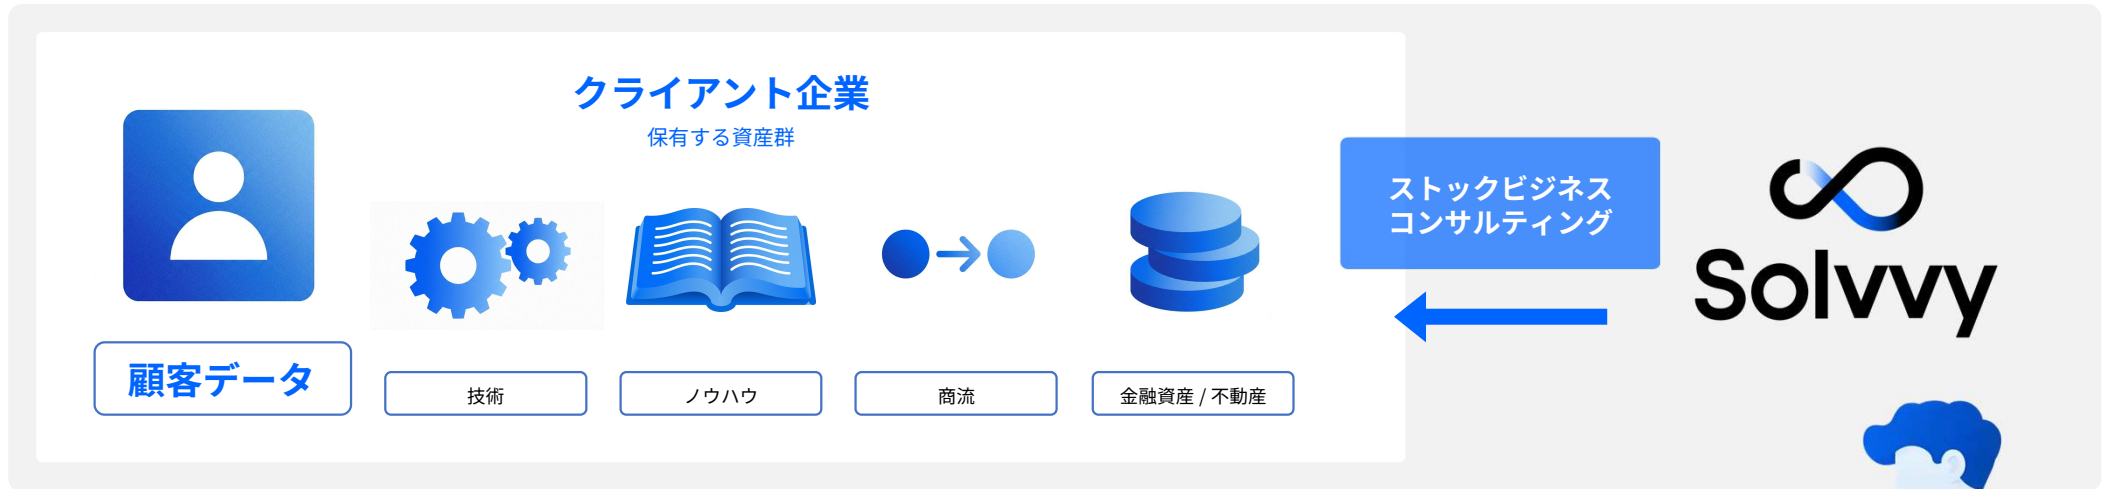 クライアント企業
保有する資産群
顧客データ
技術
ノウハウ
商流
金融資産 / 不動産
ストックビジネス
コンサルティング
Solvvy